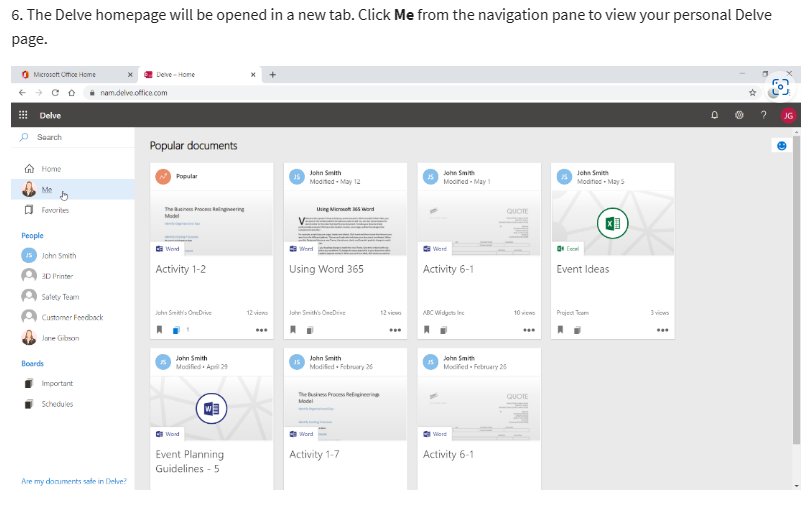 6. The Delve homepage will be opened in a new tab. Click Me from the navigation pane to view your personal Delve
page.
Microsoft Office Home
Delve - Home
nam.delve.office.com
Delve
JG
Search
Popular documents
Home
Me
Favorites
People
JS John Smith
3D Printer
Safety Team
Customer Feedback
Jane Gibson
Boards
Important
Schedules
Are my documents safe in Delve?
Popular
The Business Process ReEngineering
Model
Word
Activity 1-2
John Smith's OneDrive 12 views
1
JS John Smith
Modified • May 12
Using Microsoft 365 Word
Word
Using Word 365
John Smith's OneDrive 12 views
JS John Smith
Modified • May 1
QUOTE
Word
Activity 6-1
ABC Widgets Inc 10 views
JS John Smith
Modified • May 5
Excel
Event Ideas
Project Team 3 views
JS John Smith
Modified • April 29
Word
Event Planning
Guidelines - 5
JS John Smith
Modified • February 26
The Business Process ReEngineering
Model
Word
Activity 1-7
JS John Smith
Modified • February 26
QUOTE
Word
Activity 6-1